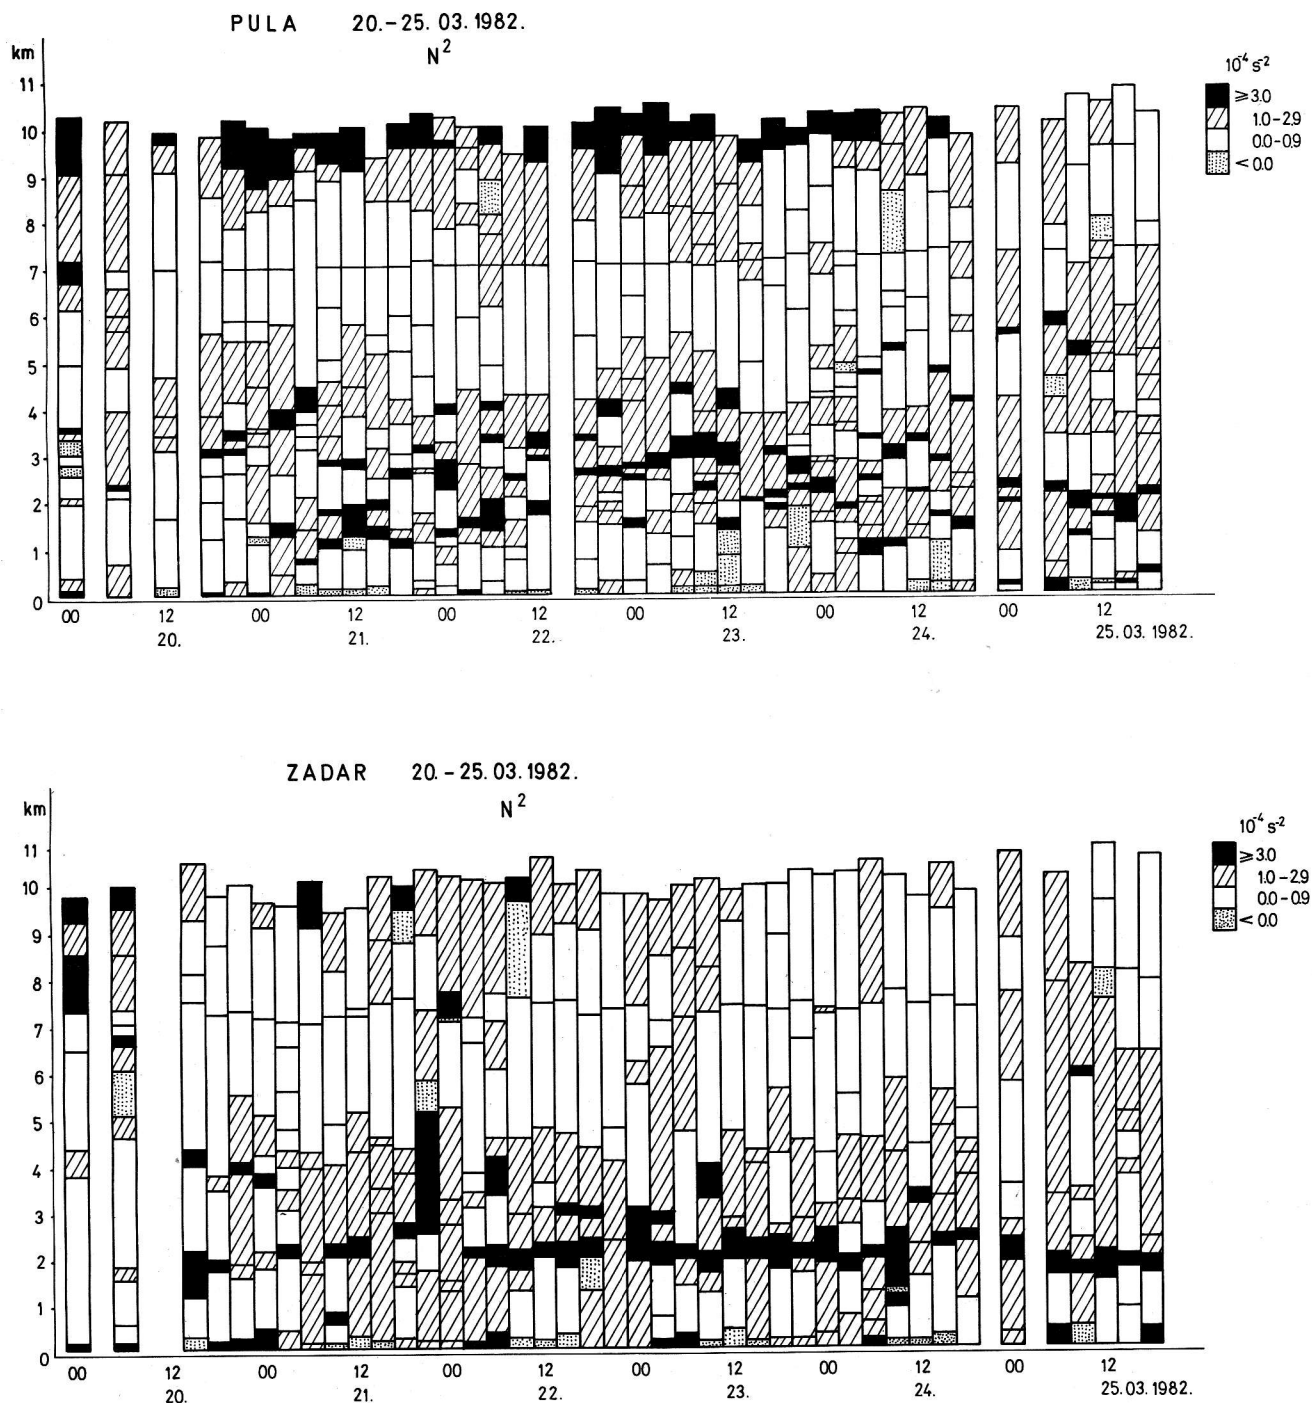 PULA 20.-25. 03. 1982.
N²
km
10⁻⁴ s⁻²
≥ 3.0
1.0 - 2.9
0.0 - 0.9
< 0.0
11
10
9
8
7
6
5
4
3
2
1
0
00 12 00 12 00 12 00 12 00 12 00 12
20. 21. 22. 23. 24. 25. 03. 1982.
ZADAR 20. - 25. 03. 1982.
N²
km
10⁻⁴ s⁻²
≥ 3.0
1.0 - 2.9
0.0 - 0.9
< 0.0
11
10
9
8
7
6
5
4
3
2
1
0
00 12 00 12 00 12 00 12 00 12 00 12
20. 21. 22. 23. 24. 25. 03. 1982.